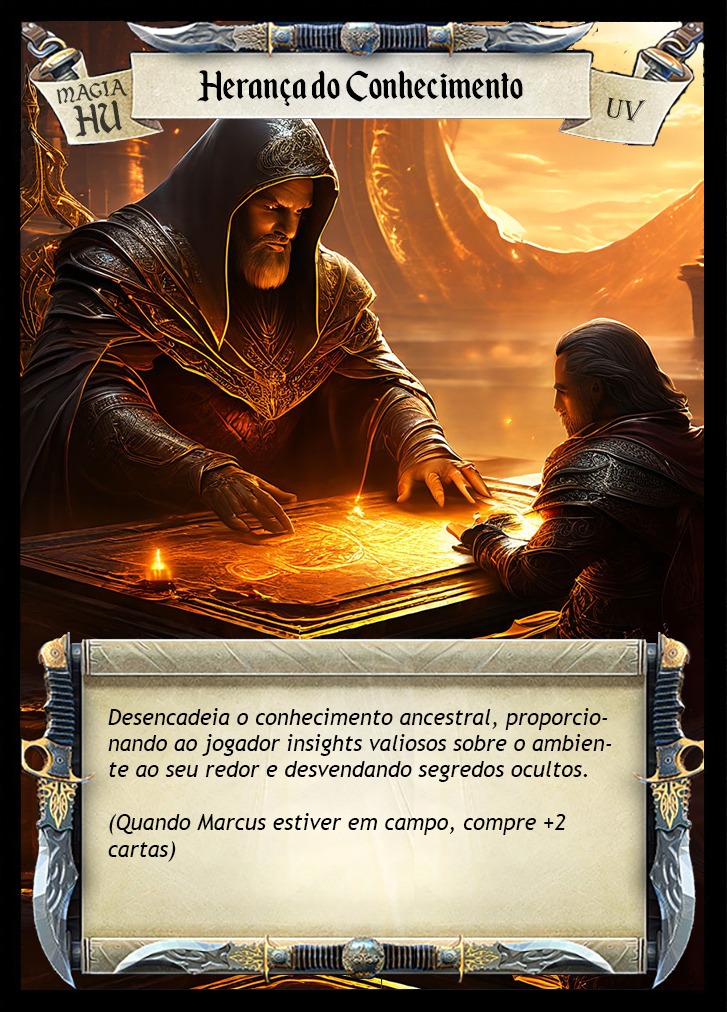 MAGIA
HU
Herança do Conhecimento
UV
Desencadeia o conhecimento ancestral, proporcio-
nando ao jogador insights valiosos sobre o ambien-
te ao seu redor e desvendando segredos ocultos.
(Quando Marcus estiver em campo, compre +2
cartas)